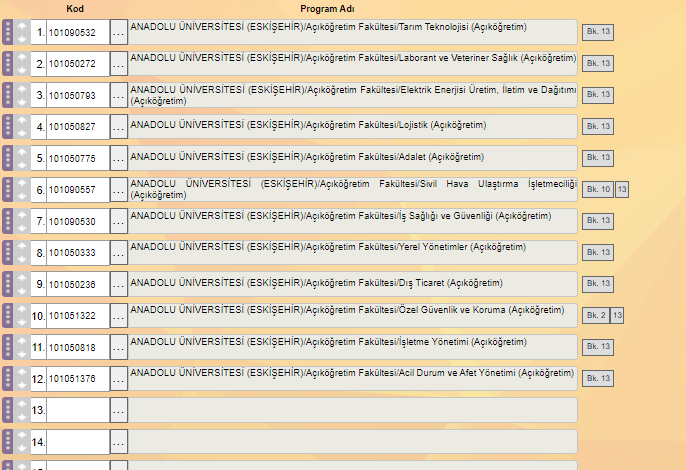 Kod Program Adı
1. 101090532 ... ANADOLU ÜNİVERSİTESİ (ESKİŞEHİR)/Açıköğretim Fakültesi/Tarım Teknolojisi (Açıköğretim) Bk. 13
2. 101050272 ... ANADOLU ÜNİVERSİTESİ (ESKİŞEHİR)/Açıköğretim Fakültesi/Laborant ve Veteriner Sağlık (Açıköğretim) Bk. 13
3. 101050793 ... ANADOLU ÜNİVERSİTESİ (ESKİŞEHİR)/Açıköğretim Fakültesi/Elektrik Enerjisi Üretim, İletim ve Dağıtımı Bk. 13
(Açıköğretim)
4. 101050827 ... ANADOLU ÜNİVERSİTESİ (ESKİŞEHİR)/Açıköğretim Fakültesi/Lojistik (Açıköğretim) Bk. 13
5. 101050775 ... ANADOLU ÜNİVERSİTESİ (ESKİŞEHİR)/Açıköğretim Fakültesi/Adalet (Açıköğretim) Bk. 13
6. 101090557 ... ANADOLU ÜNİVERSİTESİ (ESKİŞEHİR)/Açıköğretim Fakültesi/Sivil Hava Ulaştırma İşletmeciliği Bk. 10 13
(Açıköğretim)
7. 101090530 ... ANADOLU ÜNİVERSİTESİ (ESKİŞEHİR)/Açıköğretim Fakültesi/İş Sağlığı ve Güvenliği (Açıköğretim) Bk. 13
8. 101050333 ... ANADOLU ÜNİVERSİTESİ (ESKİŞEHİR)/Açıköğretim Fakültesi/Yerel Yönetimler (Açıköğretim) Bk. 13
9. 101050236 ... ANADOLU ÜNİVERSİTESİ (ESKİŞEHİR)/Açıköğretim Fakültesi/Dış Ticaret (Açıköğretim) Bk. 13
10. 101051322 ... ANADOLU ÜNİVERSİTESİ (ESKİŞEHİR)/Açıköğretim Fakültesi/Özel Güvenlik ve Koruma (Açıköğretim) Bk. 2 13
11. 101050818 ... ANADOLU ÜNİVERSİTESİ (ESKİŞEHİR)/Açıköğretim Fakültesi/İşletme Yönetimi (Açıköğretim) Bk. 13
12. 101051376 ... ANADOLU ÜNİVERSİTESİ (ESKİŞEHİR)/Açıköğretim Fakültesi/Acil Durum ve Afet Yönetimi (Açıköğretim) Bk. 13
13. ...
14. ...